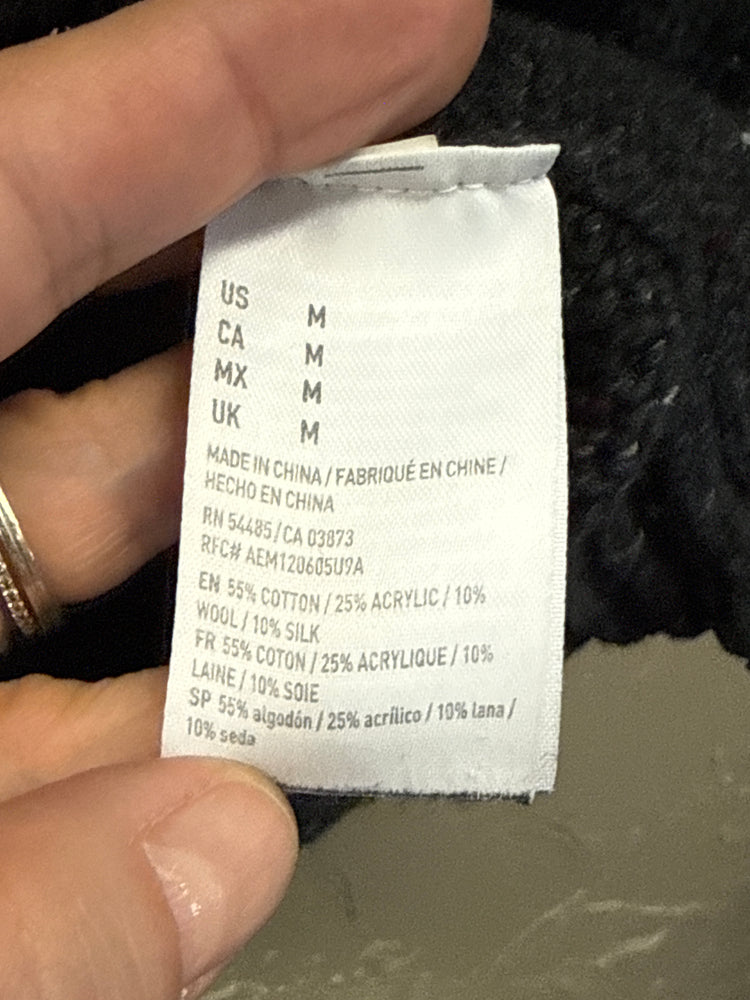 US M
CA M
MX M
UK M
MADE IN CHINA / FABRIQUÉ EN CHINE /
HECHO EN CHINA
RN 54485 / CA 03873
RFC# AEM120605U9A
EN 55% COTTON / 25% ACRYLIC / 10%
WOOL / 10% SILK
FR 55% COTON / 25% ACRYLIQUE / 10%
LAINE / 10% SOIE
SP 55% algodón / 25% acrílico / 10% lana /
10% seda